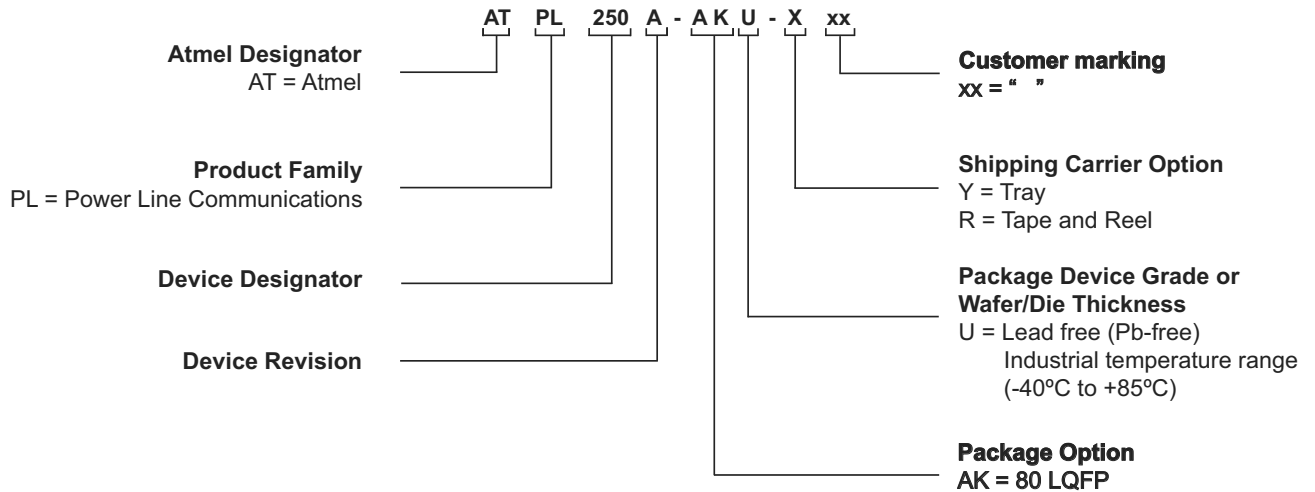 AT PL 250 A - A K U - X xx
Atmel Designator
AT = Atmel
Product Family
PL = Power Line Communications
Device Designator
Device Revision
Customer marking
xx = “ ”
Shipping Carrier Option
Y = Tray
R = Tape and Reel
Package Device Grade or
Wafer/Die Thickness
U = Lead free (Pb-free)
Industrial temperature range
(-40ºC to +85ºC)
Package Option
AK = 80 LQFP